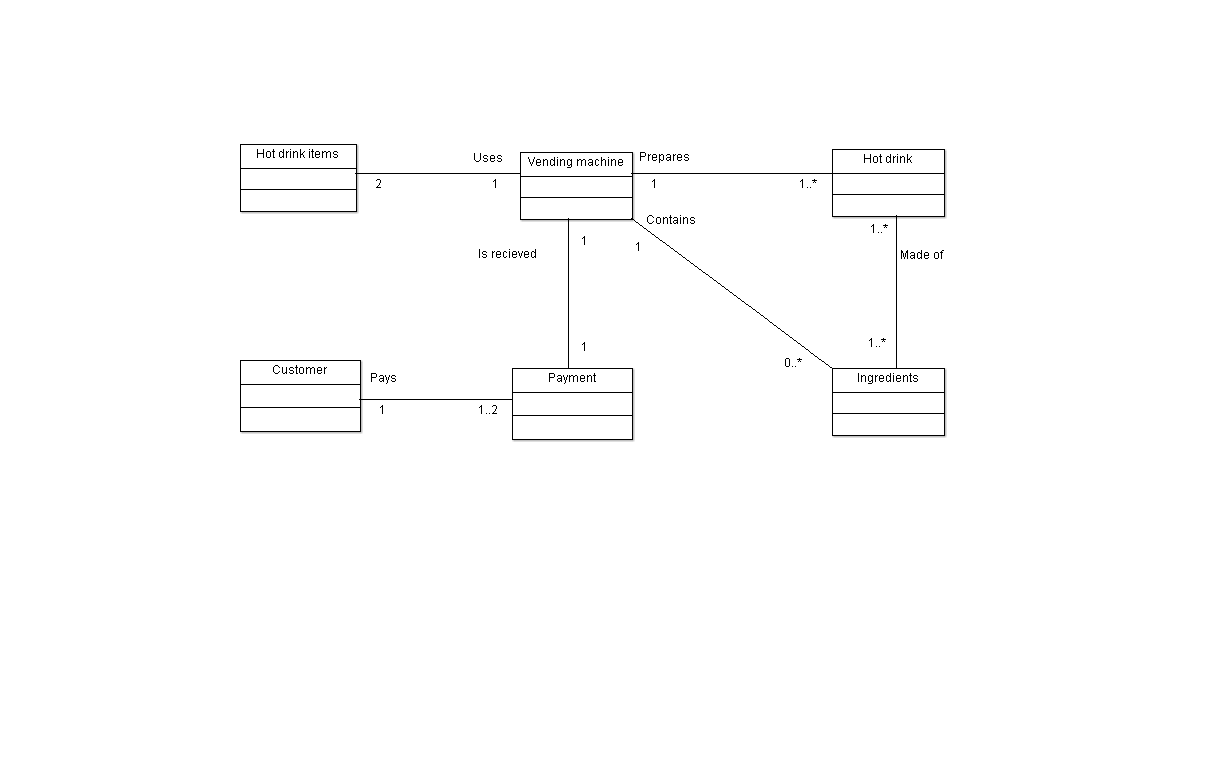 Hot drink items
Uses
Vending machine
Prepares
Hot drink
2
1
1
1..*
Contains
1
1
1..*
Is recieved
Made of
1
1..*
0..*
Customer
Pays
Payment
Ingredients
1
1..2